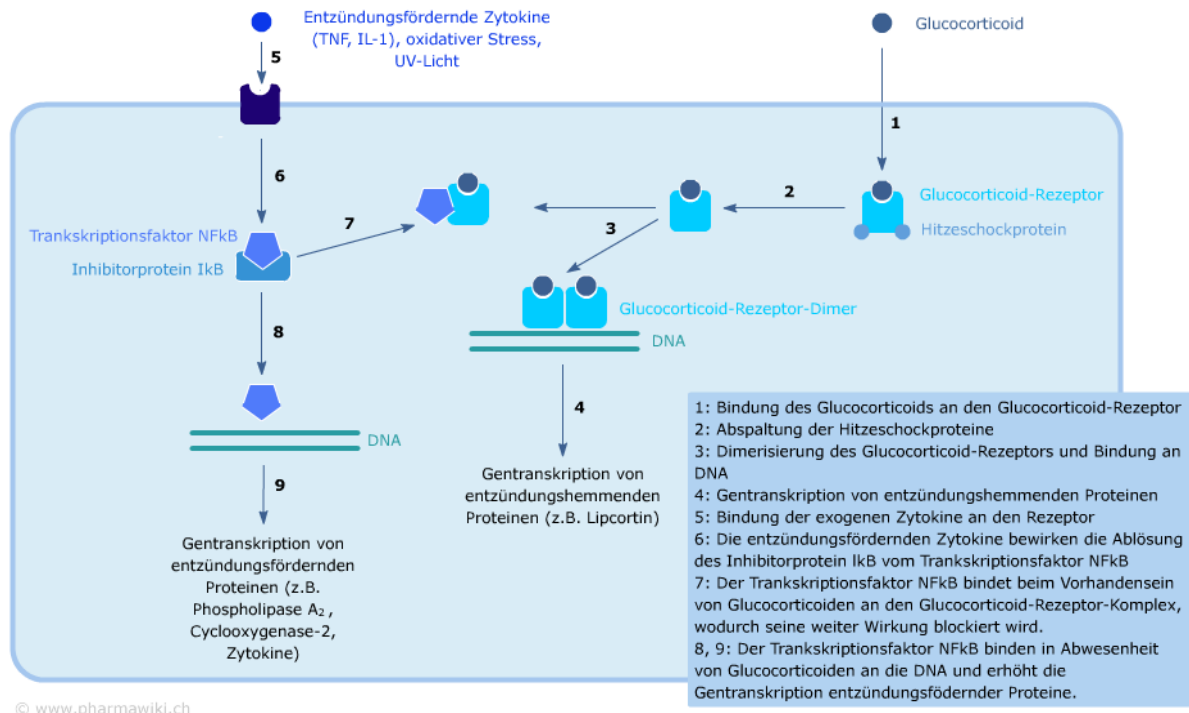 Entzündungsfördernde Zytokine
(TNF, IL-1), oxidativer Stress,
UV-Licht
Glucocorticoid
5
1
6
2
Glucocorticoid-Rezeptor
Hitzeschockprotein
7
3
Trankskriptionsfaktor NFkB
Inhibitorprotein IkB
Glucocorticoid-Rezeptor-Dimer
DNA
8
4
DNA
9
Gentranskription von
entzündungshemmenden
Proteinen (z.B. Lipcortin)
Gentranskription von
entzündungsfördernden
Proteinen (z.B.
Phospholipase A₂ ,
Cyclooxygenase-2,
Zytokine)
1: Bindung des Glucocorticoids an den Glucocorticoid-Rezeptor
2: Abspaltung der Hitzeschockproteine
3: Dimerisierung des Glucocorticoid-Rezeptors und Bindung an
DNA
4: Gentranskription von entzündungshemmenden Proteinen
5: Bindung der exogenen Zytokine an den Rezeptor
6: Die entzündungsfördernden Zytokine bewirken die Ablösung
des Inhibitorprotein IkB vom Transkriptionsfaktor NFkB
7: Der Trankskriptionsfaktor NFkB bindet beim Vorhandensein
von Glucocorticoiden an den Glucocorticoid-Rezeptor-Komplex,
wodurch seine weiter Wirkung blockiert wird.
8, 9: Der Trankskriptionsfaktor NFkB binden in Abwesenheit
von Glucocorticoiden an die DNA und erhöht die
Gentranskription entzündungsfödernder Proteine.
© www.pharmawiki.ch